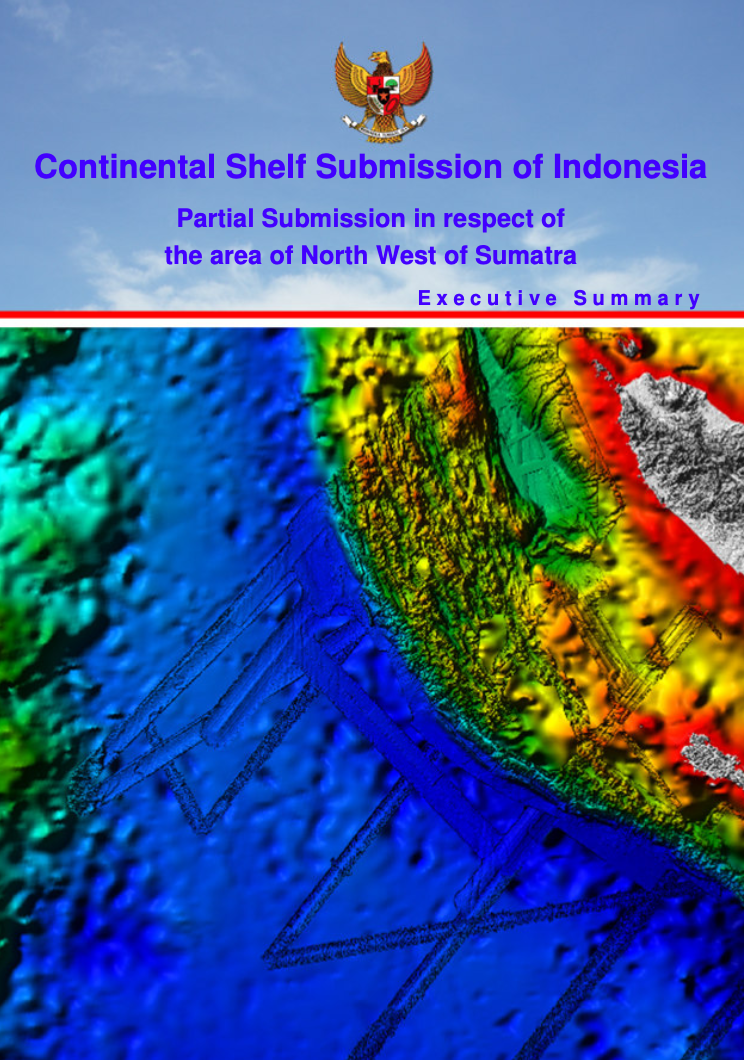 Continental Shelf Submission of Indonesia
Partial Submission in respect of
the area of North West of Sumatra
Executive Summary